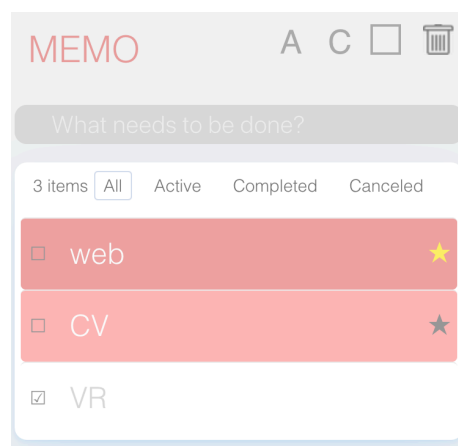 MEMO A C
What needs to be done?
3 items All Active Completed Canceled
web
CV
VR